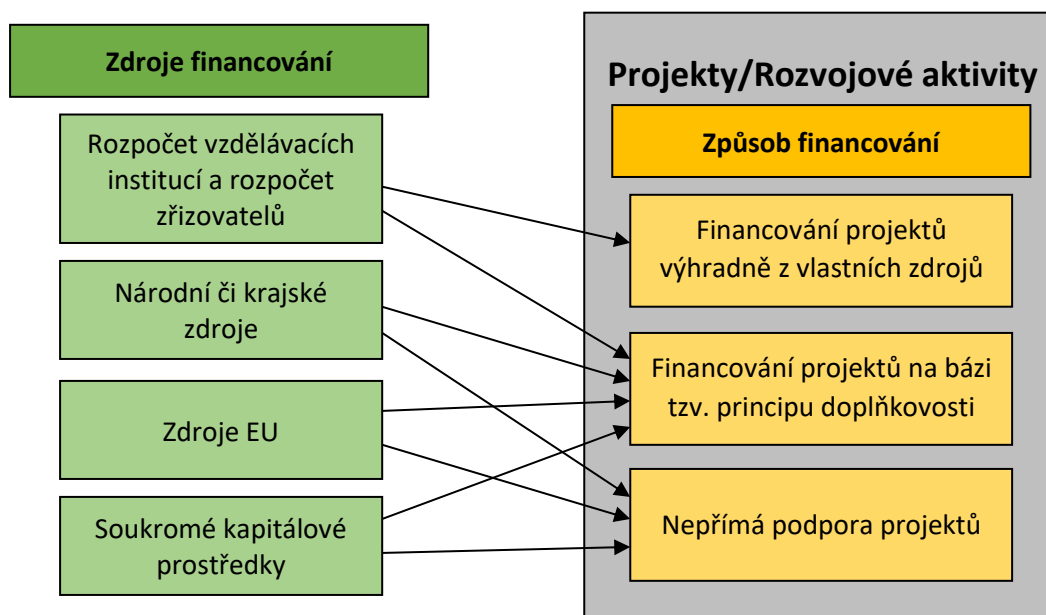 Zdroje financování
Rozpočet vzdělávacích
institucí a rozpočet
zřizovatelů
Národní či krajské
zdroje
Zdroje EU
Soukromé kapitálové
prostředky
Projekty/Rozvojové aktivity
Způsob financování
Financování projektů
výhradně z vlastních zdrojů
Financování projektů na bázi
tzv. principu doplňkovosti
Nepřímá podpora projektů